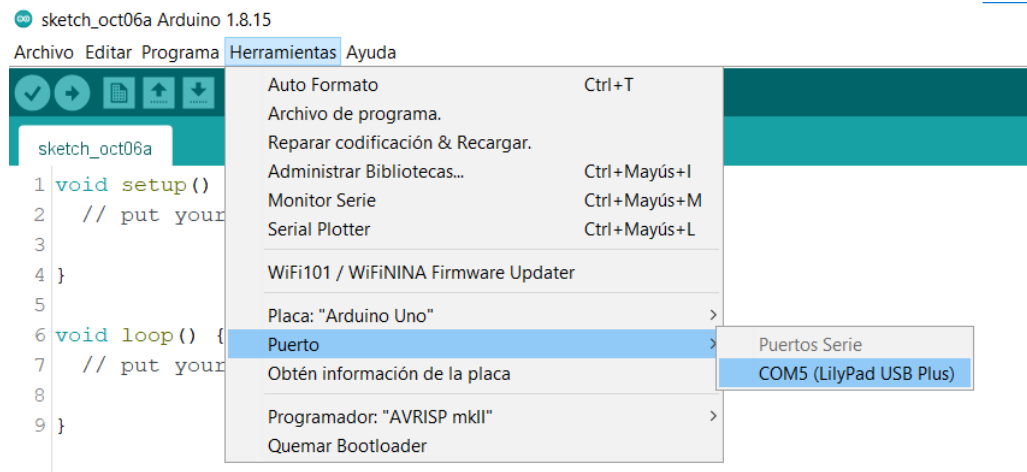 sketch_oct06a Arduino 1.8.15
Archivo Editar Programa Herramientas Ayuda
sketch_oct06a
Auto Formato Ctrl+T
Archivo de programa.
Reparar codificación & Recargar.
Administrar Bibliotecas... Ctrl+Mayús+I
Monitor Serie Ctrl+Mayús+M
Serial Plotter Ctrl+Mayús+L
WiFi101 / WiFiNINA Firmware Updater
Placa: "Arduino Uno"
Puerto
Obtén información de la placa
Programador: "AVRISP mkII"
Quemar Bootloader
Puertos Serie
COM5 (LilyPad USB Plus)
1 void setup()
2 // put your
3
4 }
5
6 void loop() {
7 // put your
8
9 }